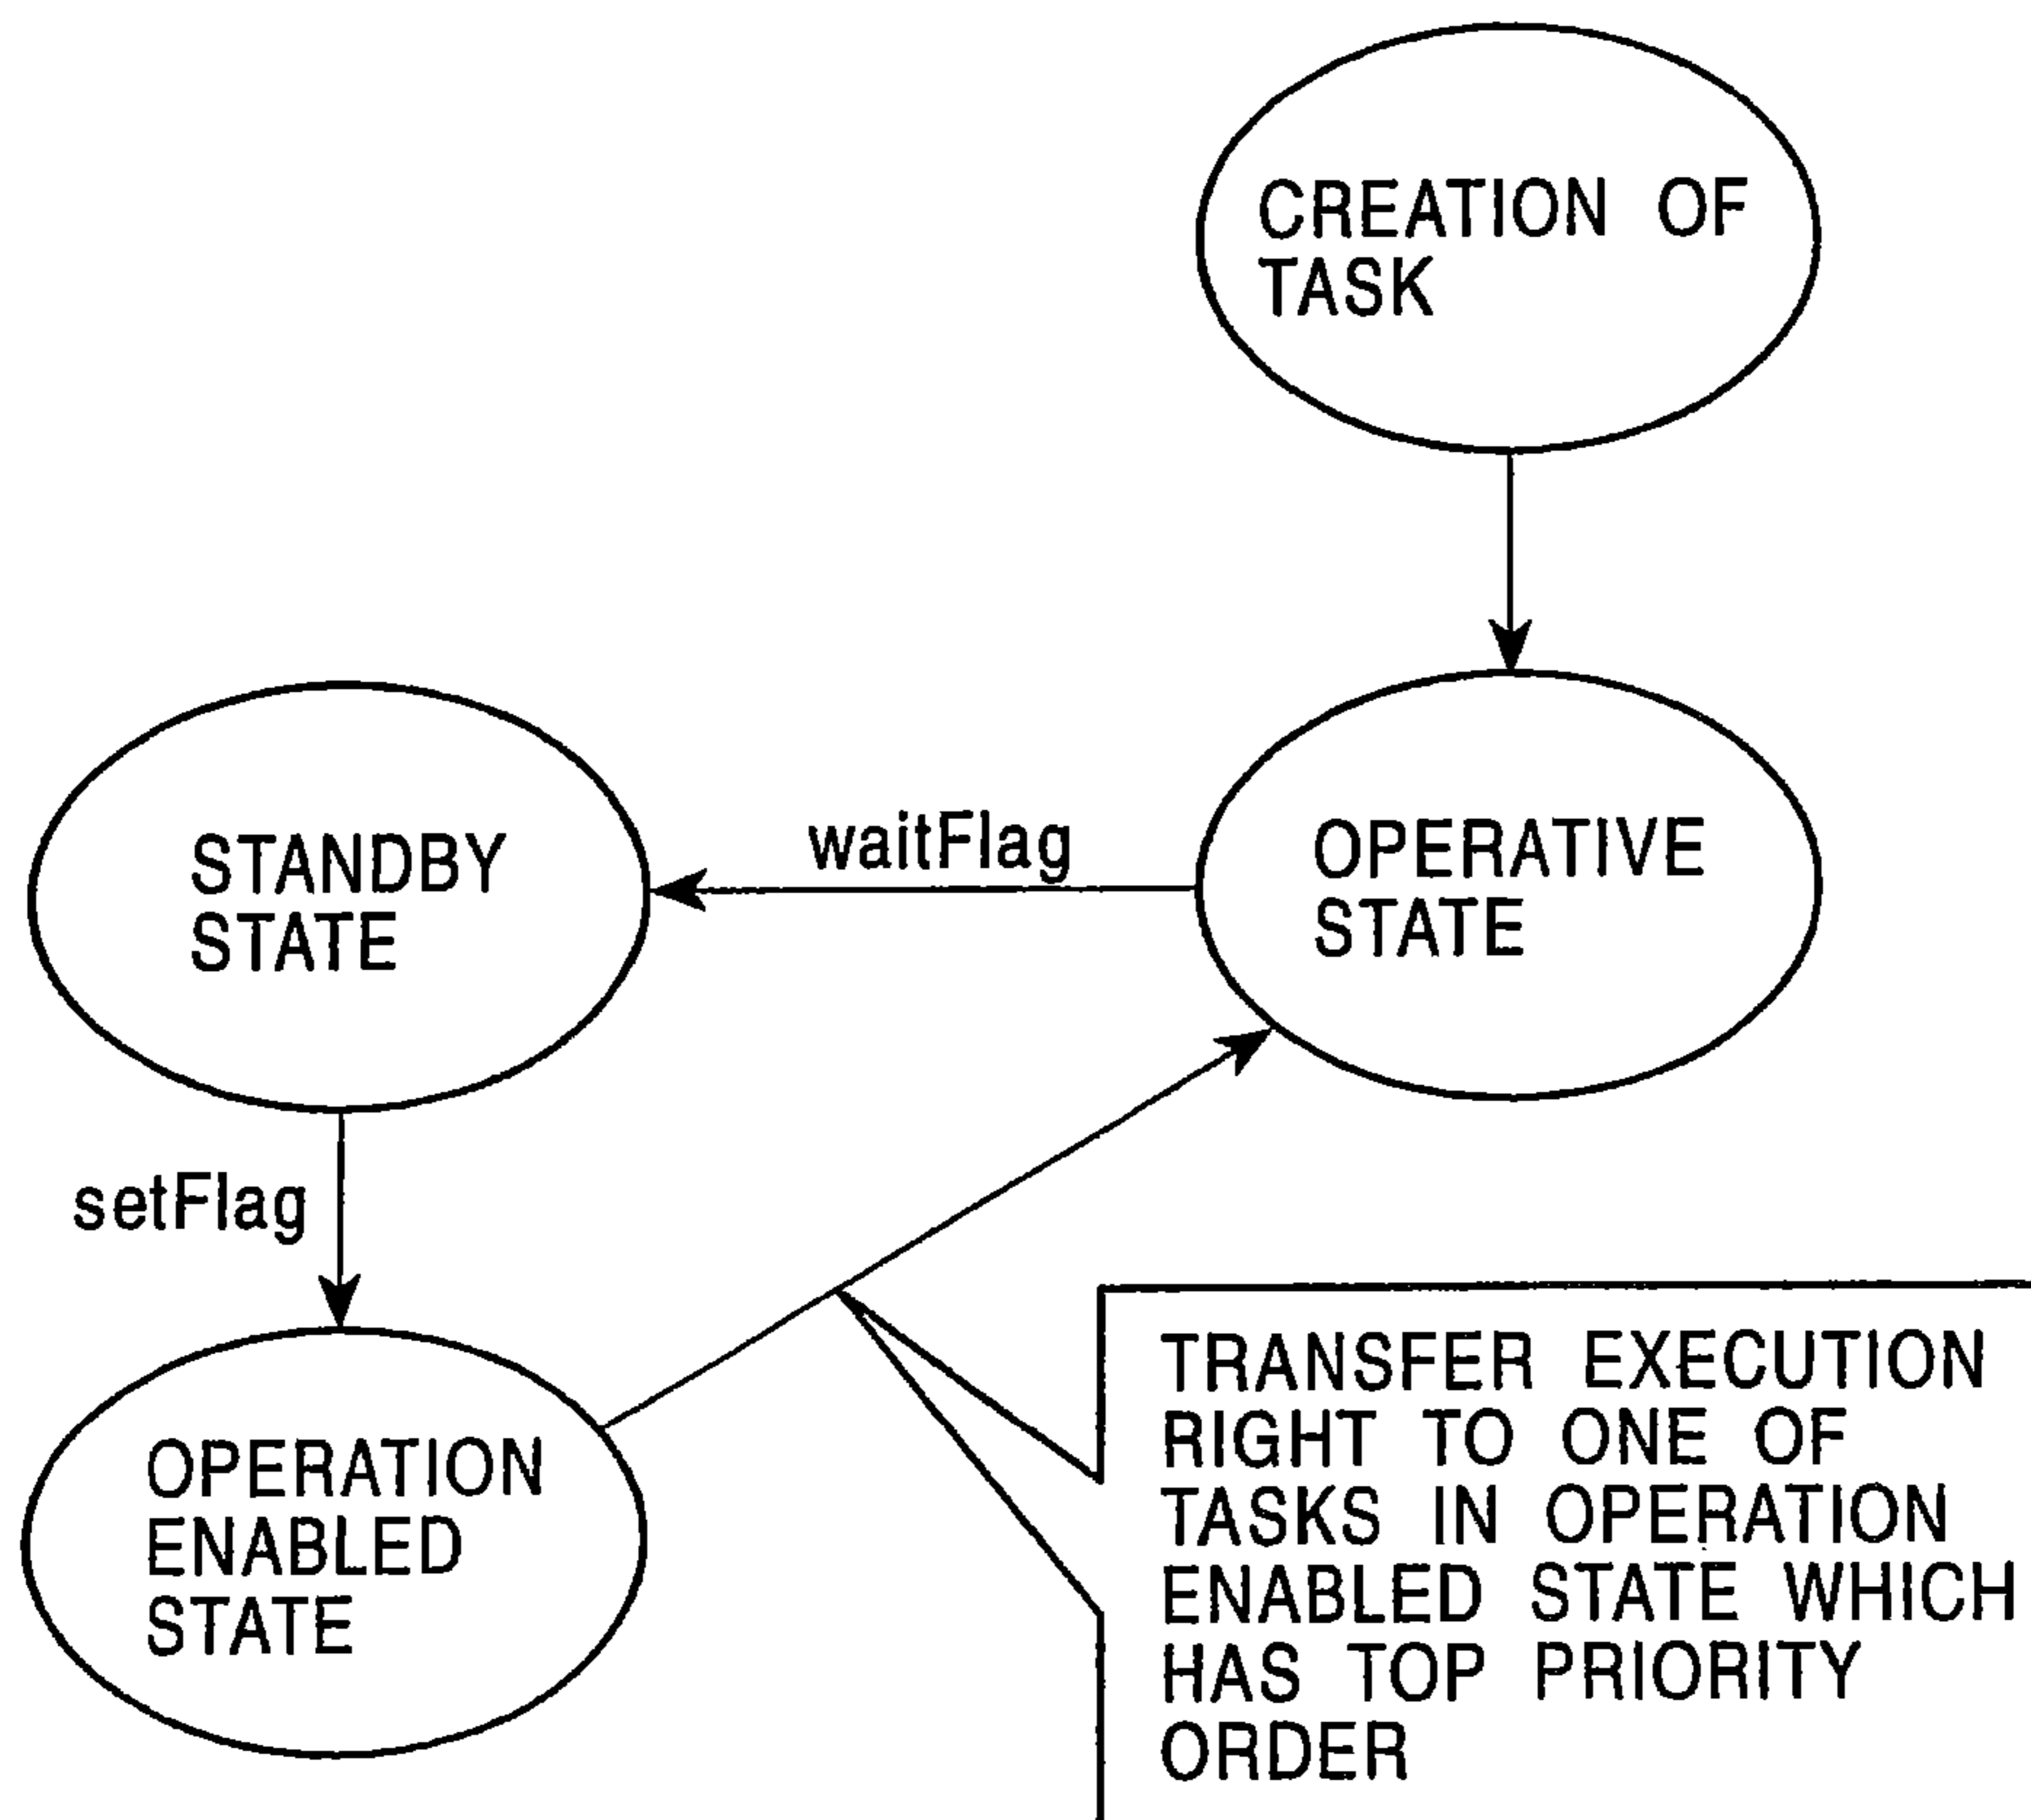 CREATION OF
TASK
STANDBY
STATE
waitFlag
OPERATIVE
STATE
setFlag
OPERATION
ENABLED
STATE
TRANSFER EXECUTION
RIGHT TO ONE OF
TASKS IN OPERATION
ENABLED STATE WHICH
HAS TOP PRIORITY
ORDER